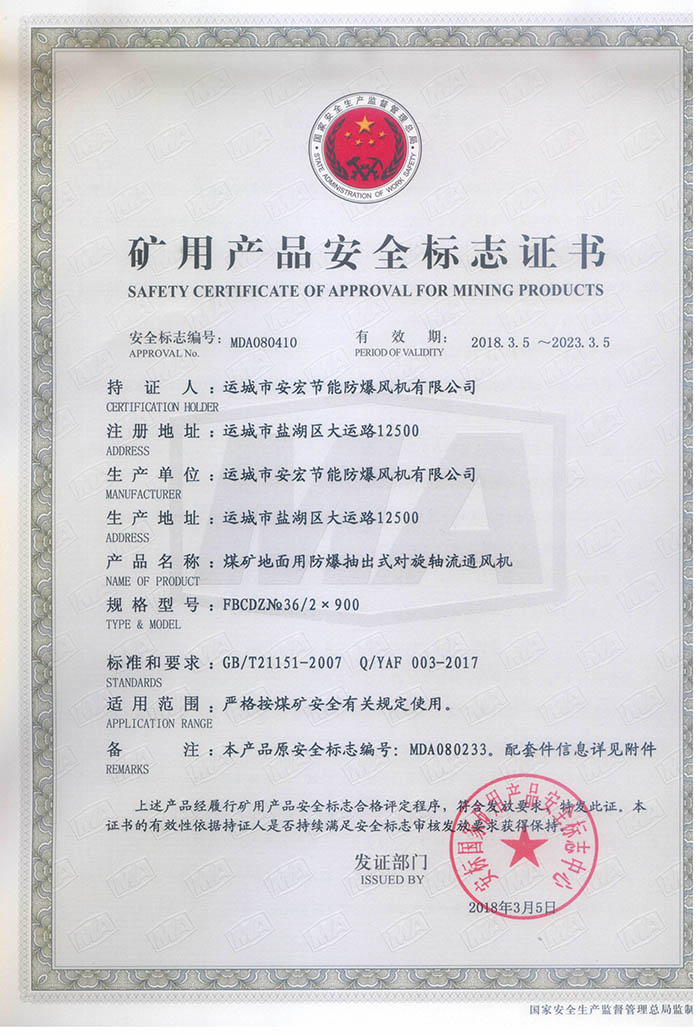 国家安全生产监督管理总局
STATE ADMINISTRATION OF WORK SAFETY
矿用产品安全标志证书
SAFETY CERTIFICATE OF APPROVAL FOR MINING PRODUCTS
安全标志编号: MDA080410 有效期: 2018.3.5 ~2023.3.5
APPROVAL No. PERIOD OF VALIDITY
持证人: 运城市安宏节能防爆风机有限公司
CERTIFICATION HOLDER
注册地址: 运城市盐湖区大运路12500
ADDRESS
生产单位: 运城市安宏节能防爆风机有限公司
MANUFACTURER
生产地址: 运城市盐湖区大运路12500
ADDRESS
产品名称: 煤矿地面用防爆抽出式对旋轴流通风机
NAME OF PRODUCT
规格型号: FBCDZ№36/2×900
TYPE & MODEL
标准和要求: GB/T21151-2007 Q/YAF 003-2017
STANDARDS
适用范围: 严格按煤矿安全有关规定使用。
APPLICATION RANGE
备注: 本产品原安全标志编号: MDA080233。配套件信息详见附件
REMARKS
上述产品经履行矿用产品安全标志合格评定程序，符合发放要求，特发此证。本
证书的有效性依据持证人是否持续满足安全标志审核发放要求获得保持。
发证部门
ISSUED BY
安标国家矿用产品安全标志中心
2018年3月5日
国家安全生产监督管理总局监制
MA